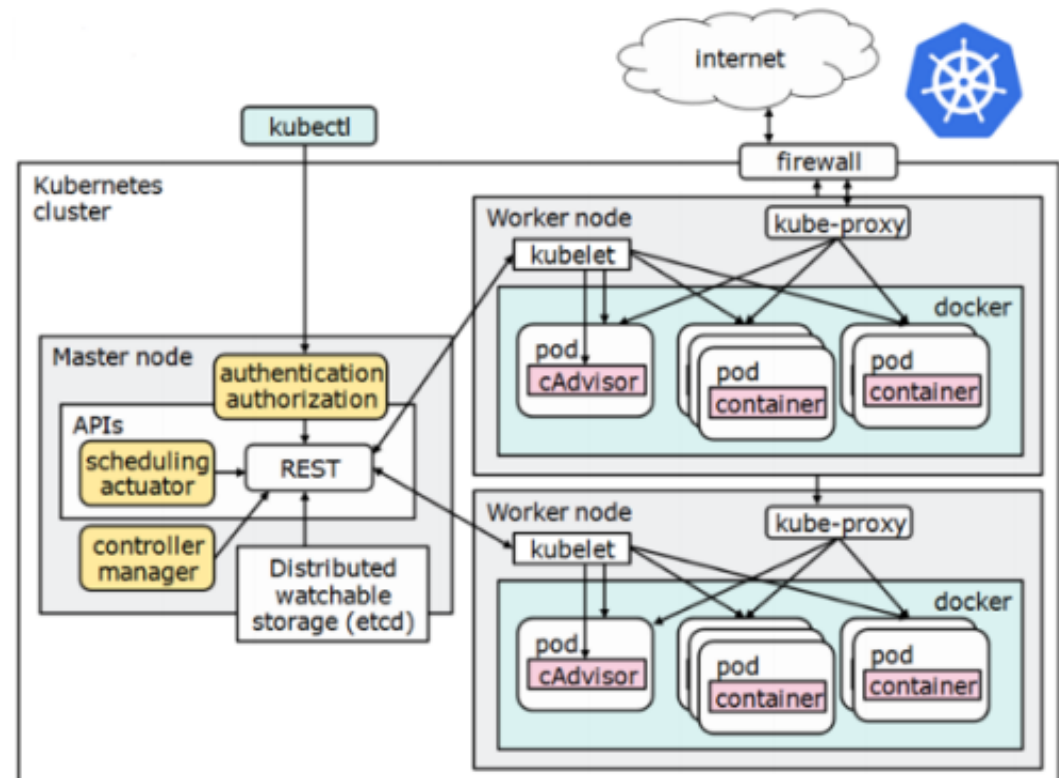 internet
kubectl
firewall
Kubernetes
cluster
Worker node
kube-proxy
kubelet
docker
pod
cAdvisor
pod
container
pod
container
Master node
authentication
authorization
APIs
scheduling
actuator
REST
controller
manager
Distributed
watchable
storage (etcd)
Worker node
kube-proxy
kubelet
docker
pod
cAdvisor
pod
container
pod
container